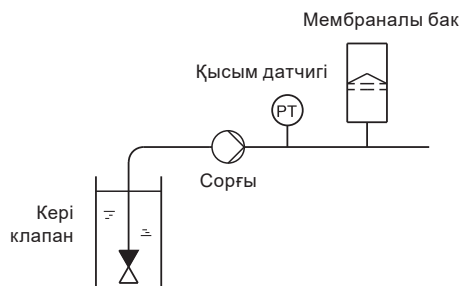 Мембраналы бак
Қысым датчигі
PT
Сорғы
Кері
клапан